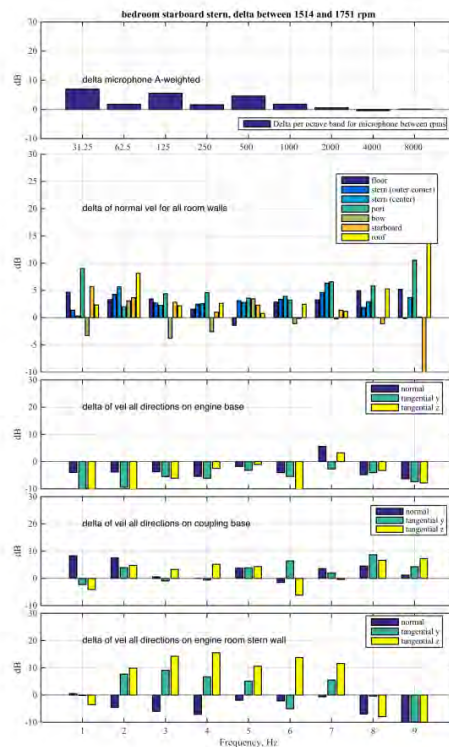 bedroom starboard stern, delta between 1514 and 1751 rpm
30
20
10
0
-10
dB
delta microphone A-weighted
Delta per octave band for microphone between rpms
31.25 62.5 125 250 500 1000 2000 4000 8000
30
25
20
15
10
5
0
-5
-10
dB
delta of normal vel for all room walls
floor
stern (outer corner)
stern (center)
port
bow
starboard
roof
30
20
10
0
-10
dB
delta of vel all directions on engine base
normal
tangential y
tangential z
30
20
10
0
-10
dB
delta of vel all directions on coupling base
normal
tangential y
tangential z
30
20
10
0
-10
dB
delta of vel all directions on engine room stern wall
normal
tangential y
tangential z
1 2 3 4 5 6 7 8 9
Frequency, Hz